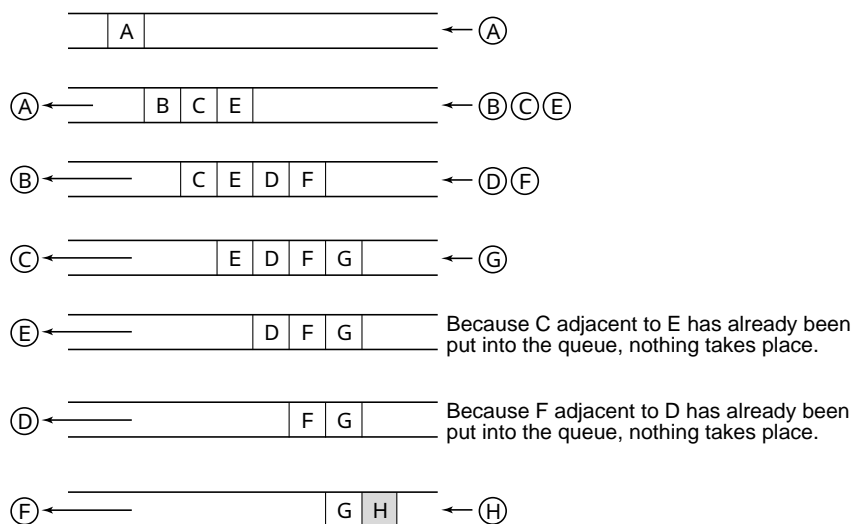 A A
A B C E B C E
B C E D F D F
C E D F G G
E D F G Because C adjacent to E has already been
put into the queue, nothing takes place.
D F G Because F adjacent to D has already been
put into the queue, nothing takes place.
F G H H